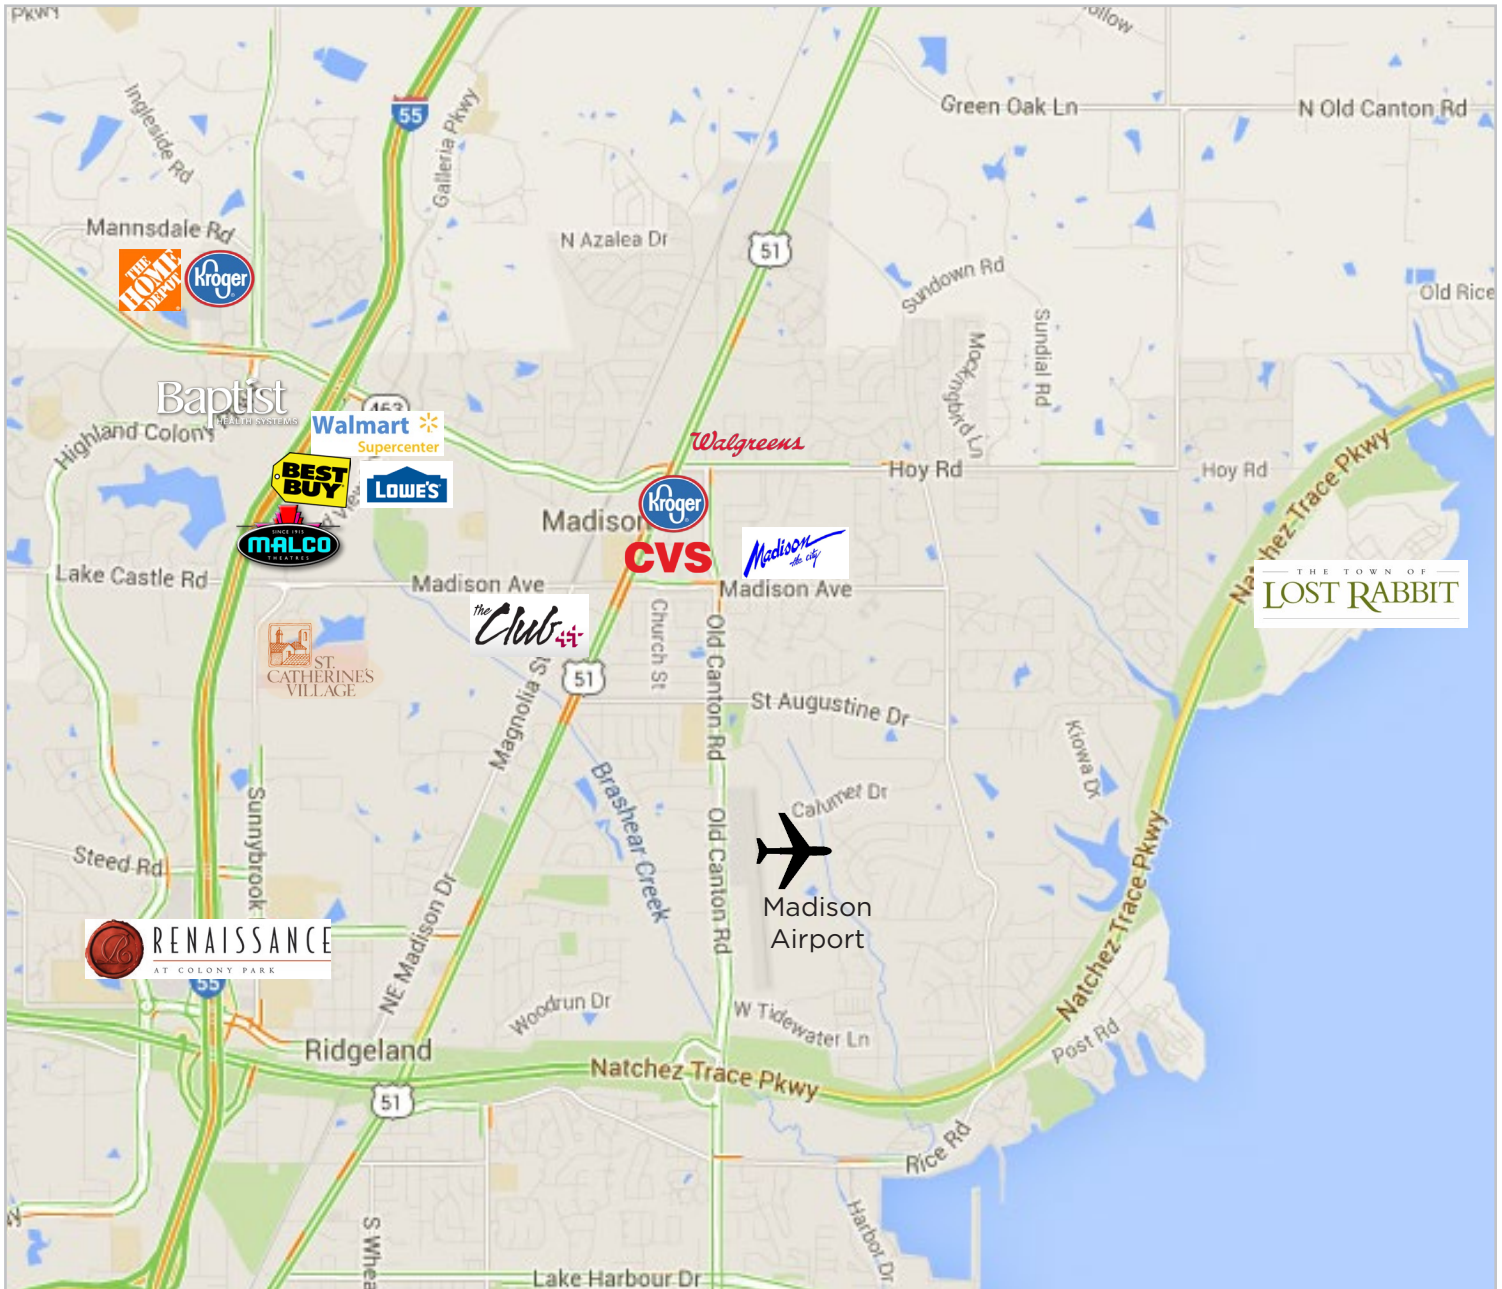 Pkwy
ollow
Ingleside Rd
55
Galleria Pkwy
Green Oak Ln
N Old Canton Rd
Mannsdale Rd
N Azalea Dr
51
THE
HOME
DEPOT
Kroger
Sundown Rd
Old Rice
Sundial Rd
Mockingbird Ln
Baptist
HEALTH SYSTEMS
463
Walmart
Supercenter
Highland Colony
Walgreens
BEST
BUY
LOWE'S
Hoy Rd
Hoy Rd
Natchez Trace Pkwy
Kroger
Madison
SINCE 1915
MALCO
THEATRES
CVS
Madison
the city
Lake Castle Rd
Madison Ave
Madison Ave
THE TOWN OF
LOST RABBIT
the
Club
Church St
Old Canton Rd
ST.
CATHERINE'S
VILLAGE
Magnolia St
51
St Augustine Dr
Kiowa Dr
Brashear Creek
Calumet Dr
Sunnybrook
Old Canton Rd
Steed Rd
Natchez Trace Pkwy
Madison
Airport
NE Madison Dr
R
RENAISSANCE
AT COLONY PARK
55
Woodrun Dr
W Tidewater Ln
Post Rd
Ridgeland
Natchez Trace Pkwy
51
Rice Rd
Harbor Dr
S Whea
Lake Harbour Dr